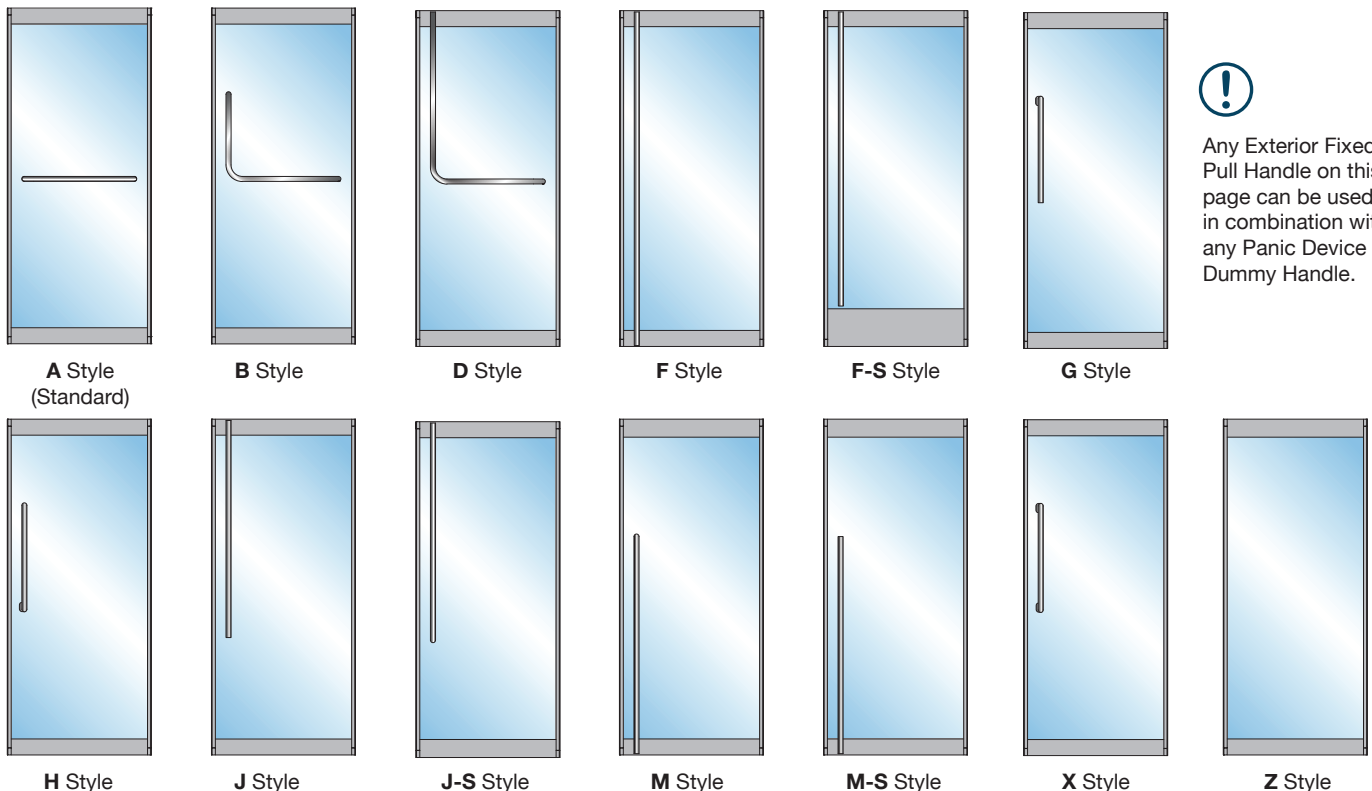 Any Exterior Fixed
Pull Handle on this
page can be used
in combination with
any Panic Device
Dummy Handle.
A Style
(Standard)
B Style
D Style
F Style
F-S Style
G Style
H Style
J Style
J-S Style
M Style
M-S Style
X Style
Z Style